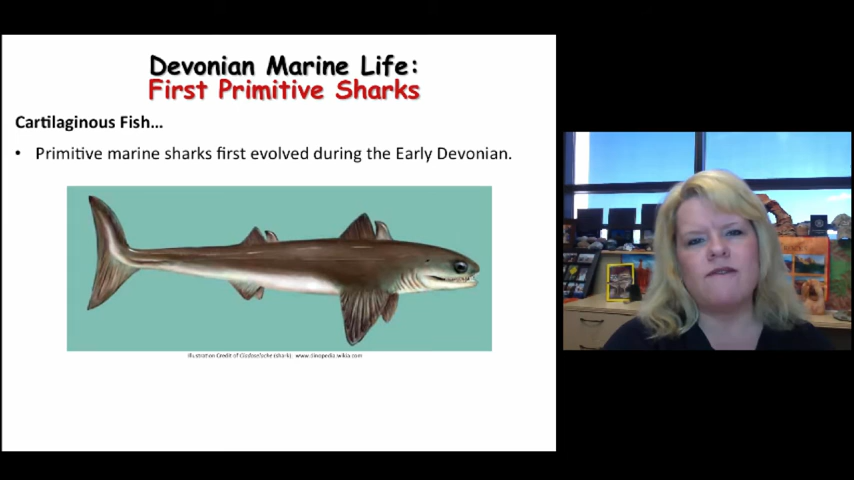 Devonian Marine Life:
First Primitive Sharks
Cartilaginous Fish...
• Primitive marine sharks first evolved during the Early Devonian.
Illustration Credit of Cladoselache (shark): www.dinopedia.wikia.com